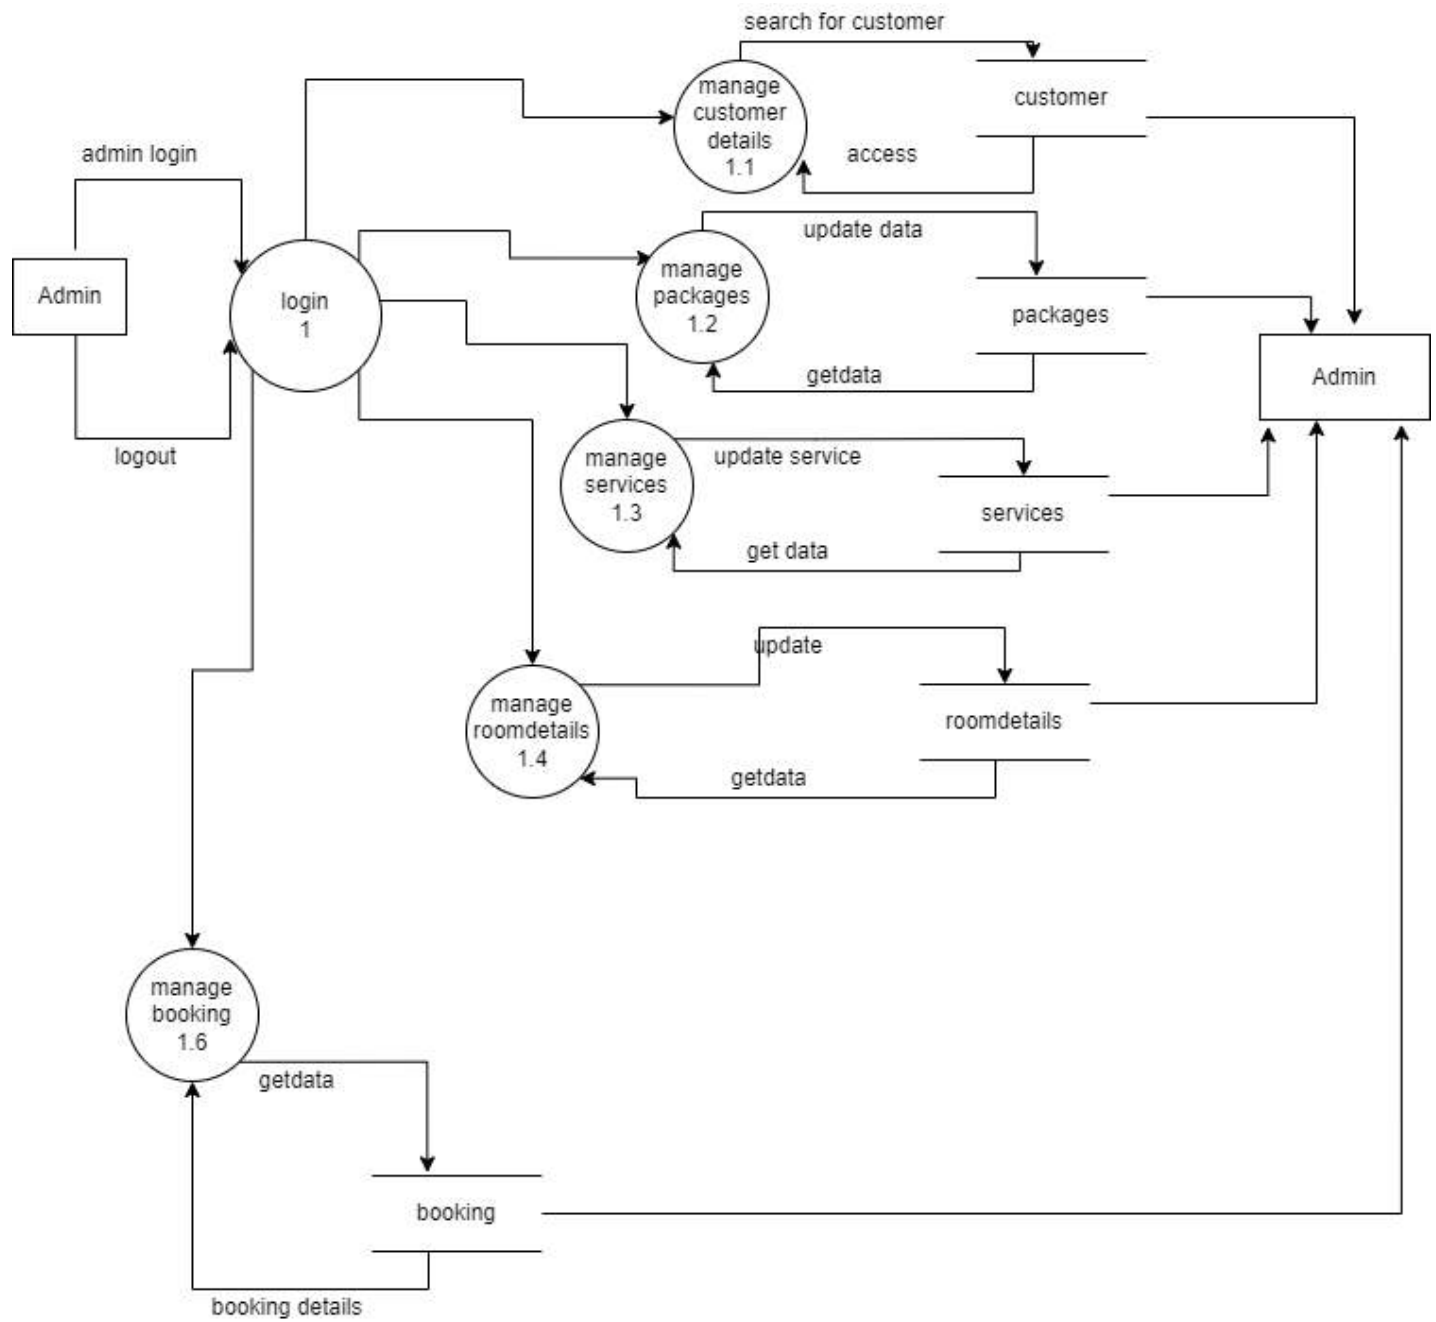 search for customer
manage
customer
details
1.1
customer
access
admin login
update data
manage
packages
1.2
packages
getdata
Admin
login
1
Admin
logout
update service
manage
services
1.3
services
get data
update
manage
roomdetails
1.4
roomdetails
getdata
manage
booking
1.6
getdata
booking
booking details